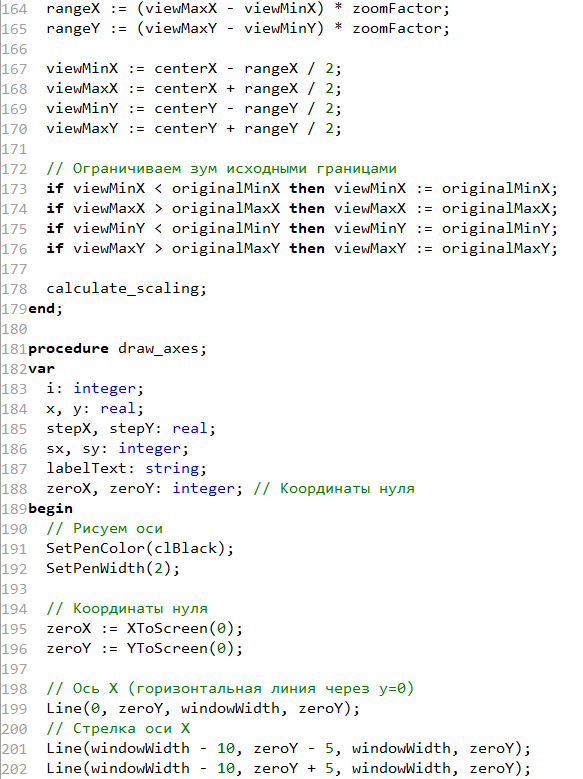 164  rangeX := (viewMaxX - viewMinX) * zoomFactor;
165  rangeY := (viewMaxY - viewMinY) * zoomFactor;
166
167  viewMinX := centerX - rangeX / 2;
168  viewMaxX := centerX + rangeX / 2;
169  viewMinY := centerY - rangeY / 2;
170  viewMaxY := centerY + rangeY / 2;
171
172  // Ограничиваем зум исходными границами
173  if viewMinX < originalMinX then viewMinX := originalMinX;
174  if viewMaxX > originalMaxX then viewMaxX := originalMaxX;
175  if viewMinY < originalMinY then viewMinY := originalMinY;
176  if viewMaxY > originalMaxY then viewMaxY := originalMaxY;
177
178  calculate_scaling;
179end;
180
181procedure draw_axes;
182var
183  i: integer;
184  x, y: real;
185  stepX, stepY: real;
186  sx, sy: integer;
187  labelText: string;
188  zeroX, zeroY: integer; // Координаты нуля
189begin
190  // Рисуем оси
191  SetPenColor(clBlack);
192  SetPenWidth(2);
193
194  // Координаты нуля
195  zeroX := XToScreen(0);
196  zeroY := YToScreen(0);
197
198  // Ось X (горизонтальная линия через y=0)
199  Line(0, zeroY, windowWidth, zeroY);
200  // Стрелка оси X
201  Line(windowWidth - 10, zeroY - 5, windowWidth, zeroY);
202  Line(windowWidth - 10, zeroY + 5, windowWidth, zeroY);